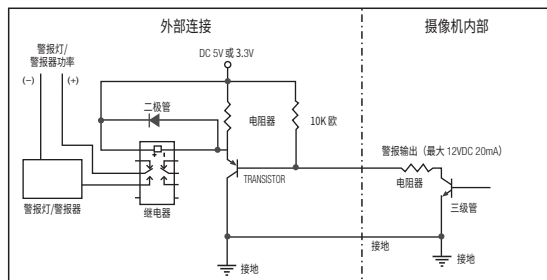 外部连接
摄像机内部
警报灯/
警报器功率
(−)
(+)
DC 5V 或 3.3V
二极管
电阻器
10K 欧
警报输出（最大 12VDC 20mA）
TRANSISTOR
电阻器
警报灯/警报器
继电器
三级管
接地
接地
接地